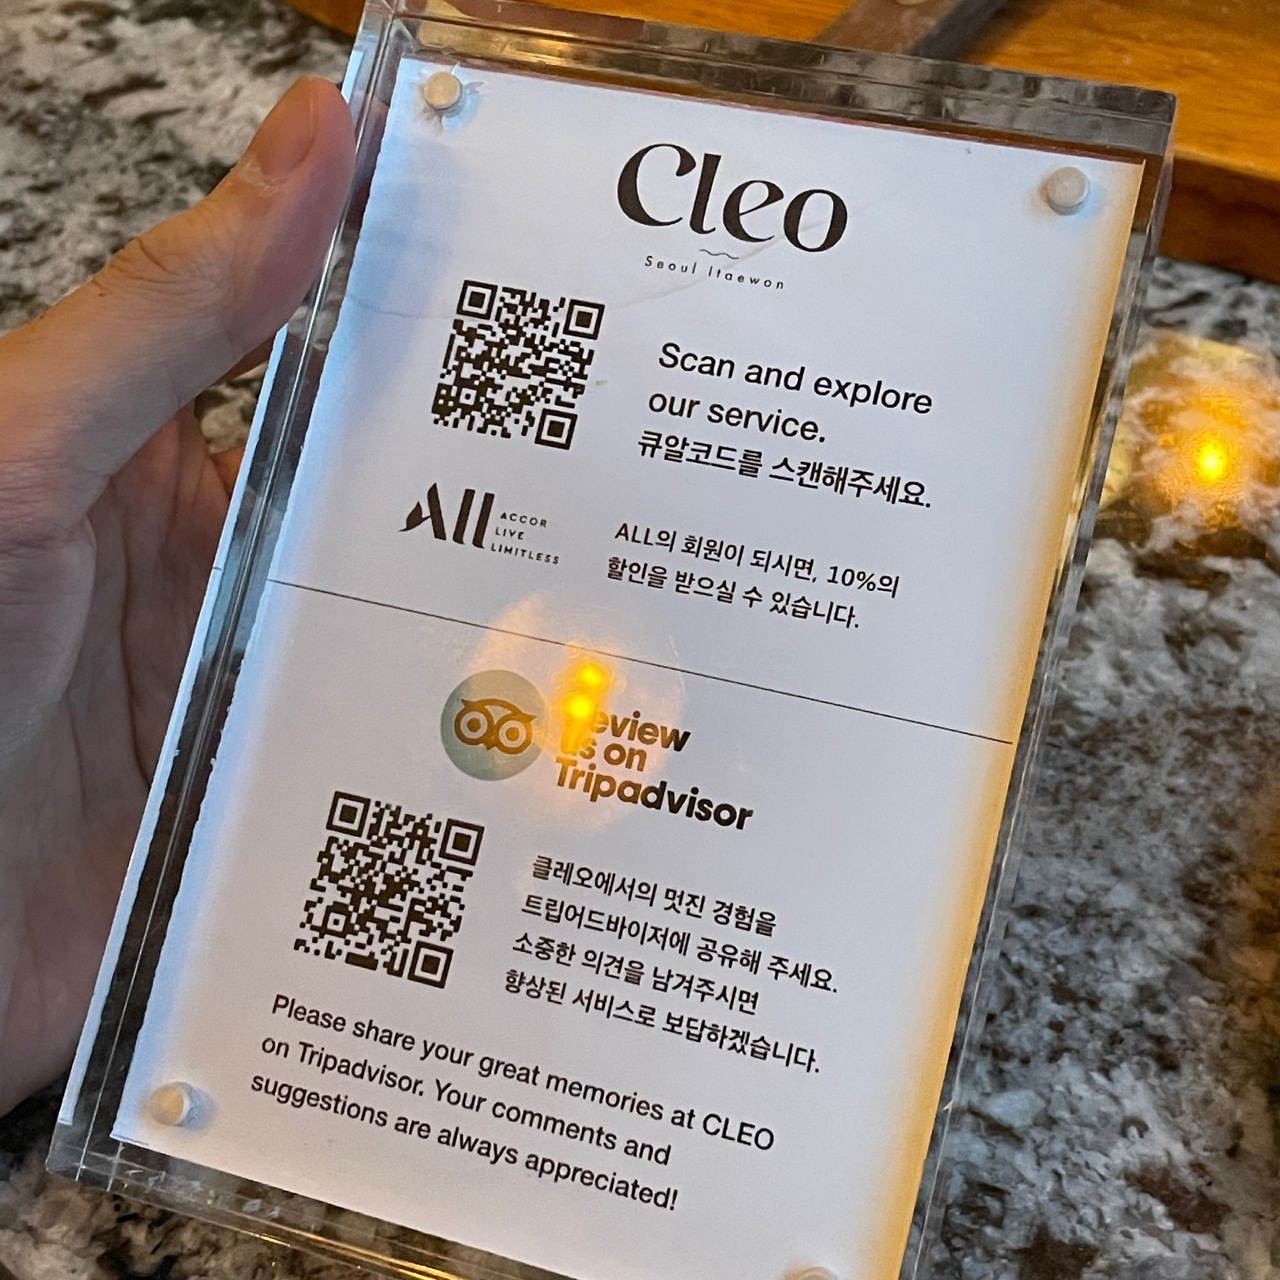 Cleo
Seoul Itaewon
Scan and explore
our service.
큐알코드를 스캔해주세요.
All ACCOR
LIVE
LIMITLESS
ALL의 회원이 되시면, 10%의
할인을 받으실 수 있습니다.
Review
us on
Tripadvisor
클레오에서의 멋진 경험을
트립어드바이저에 공유해 주세요.
소중한 의견을 남겨주시면
향상된 서비스로 보답하겠습니다.
Please share your great memories at CLEO
on Tripadvisor. Your comments and
suggestions are always appreciated!